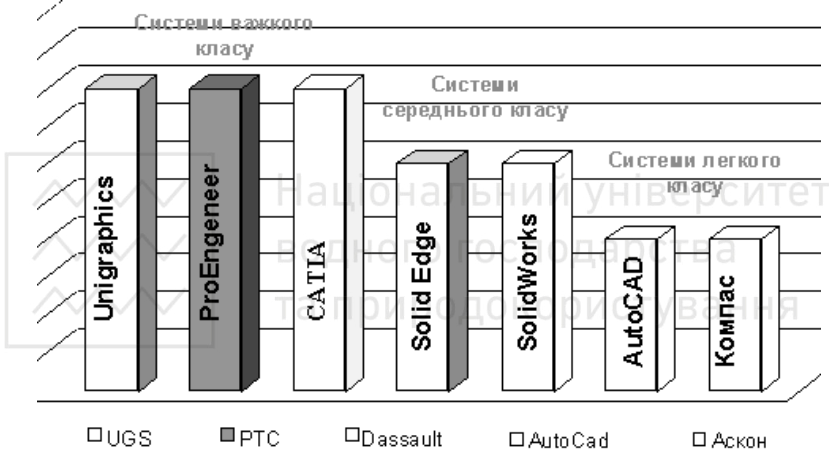 Системи важкого
класу
Системи
середнього класу
Системи легкого
класу
Національний університет
водного господарства
та природокористування
Unigraphics
ProEngeneer
CATIA
Solid Edge
SolidWorks
AutoCAD
Компас
UGS
PTC
Dassault
AutoCad
Аскон